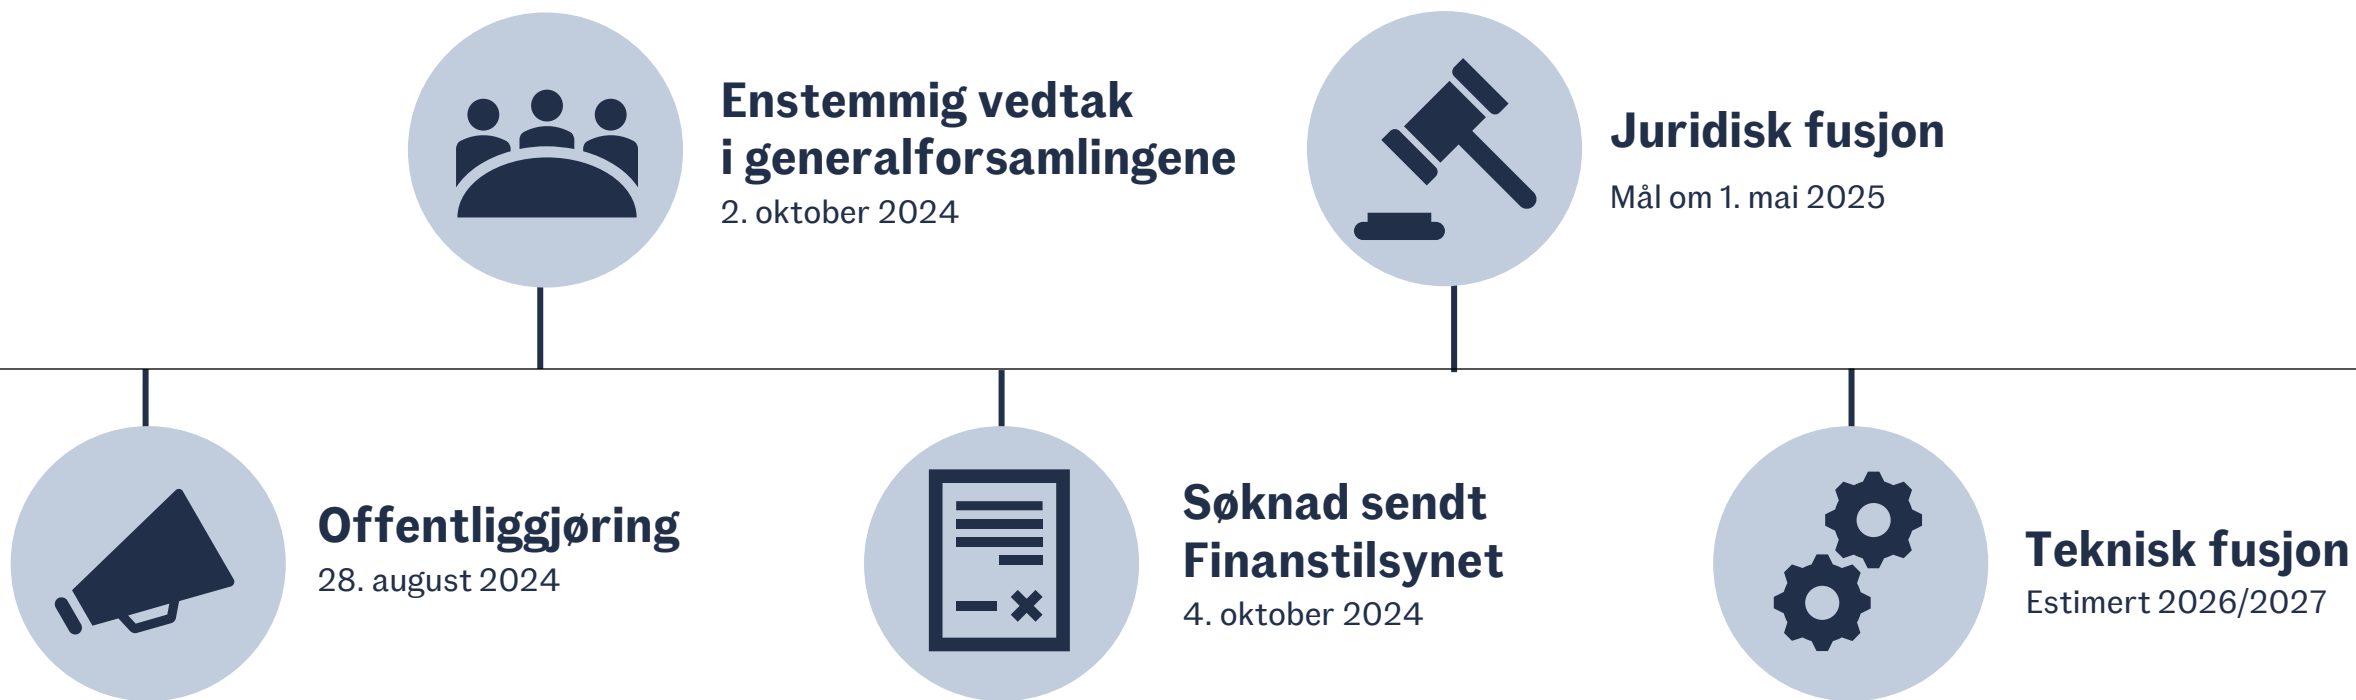 Offentliggjøring
28. august 2024
Enstemmig vedtak
i generalforsamlingene
2. oktober 2024
Søknad sendt
Finanstilsynet
4. oktober 2024
Juridisk fusjon
Mål om 1. mai 2025
Teknisk fusjon
Estimert 2026/2027